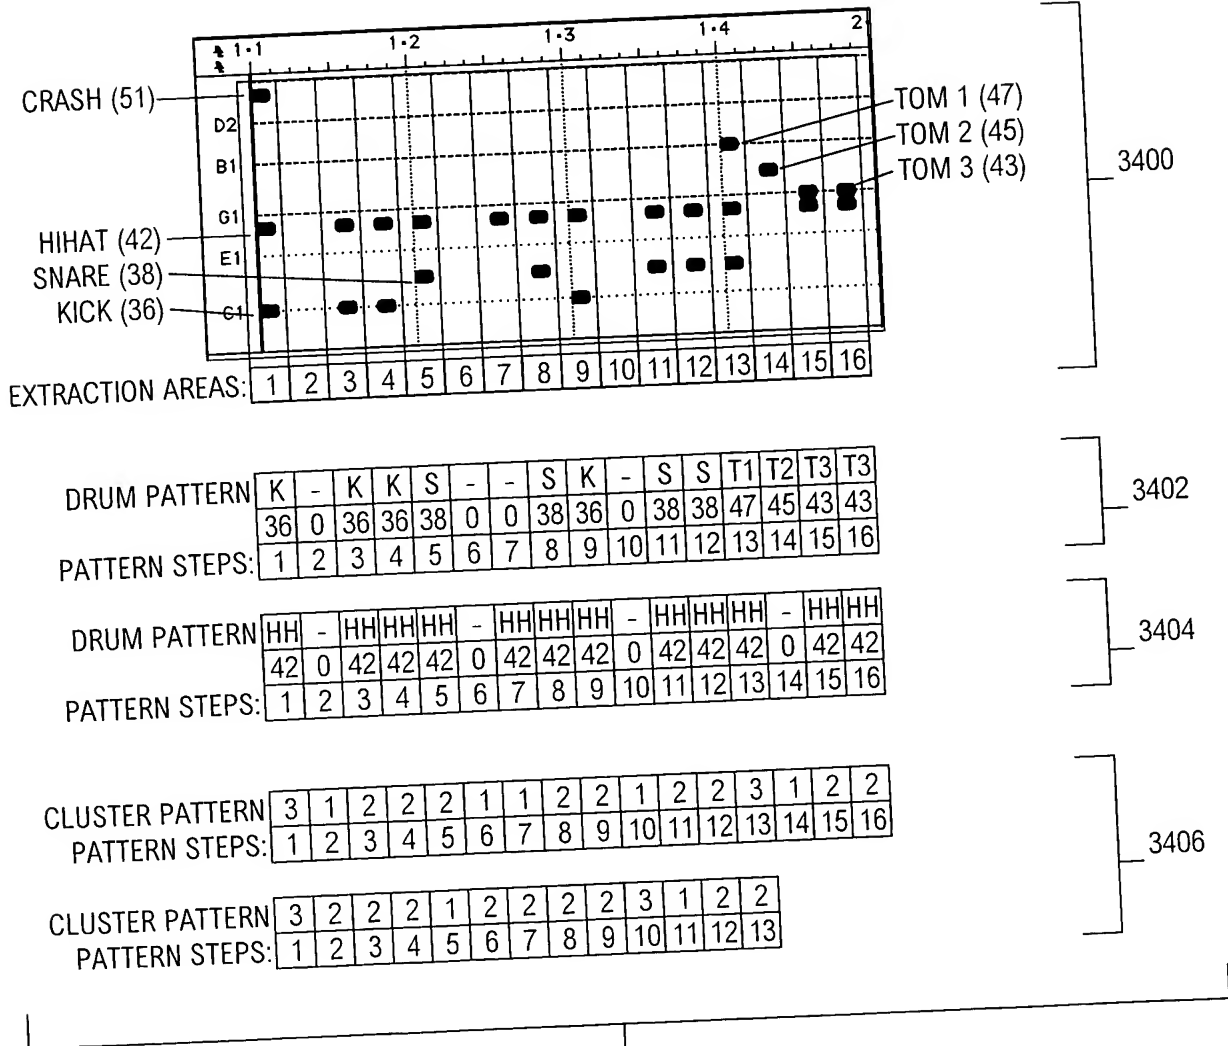 1·1 1·2 1·3 1·4 2
CRASH (51)
D2
B1
G1
E1
C1
HIHAT (42)
SNARE (38)
KICK (36)
TOM 1 (47)
TOM 2 (45)
TOM 3 (43)
3400
EXTRACTION AREAS: 1 2 3 4 5 6 7 8 9 10 11 12 13 14 15 16
DRUM PATTERN K - K K S - - S K - S S T1 T2 T3 T3
36 0 36 36 38 0 0 38 36 0 38 38 47 45 43 43
PATTERN STEPS: 1 2 3 4 5 6 7 8 9 10 11 12 13 14 15 16
3402
DRUM PATTERN HH - HH HH HH - HH HH HH - HH HH HH - HH HH
42 0 42 42 42 0 42 42 42 0 42 42 42 0 42 42
PATTERN STEPS: 1 2 3 4 5 6 7 8 9 10 11 12 13 14 15 16
3404
CLUSTER PATTERN 3 1 2 2 2 1 1 2 2 1 2 2 3 1 2 2
PATTERN STEPS: 1 2 3 4 5 6 7 8 9 10 11 12 13 14 15 16
3406
CLUSTER PATTERN 3 2 2 2 1 2 2 2 2 3 1 2 2
PATTERN STEPS: 1 2 3 4 5 6 7 8 9 10 11 12 13